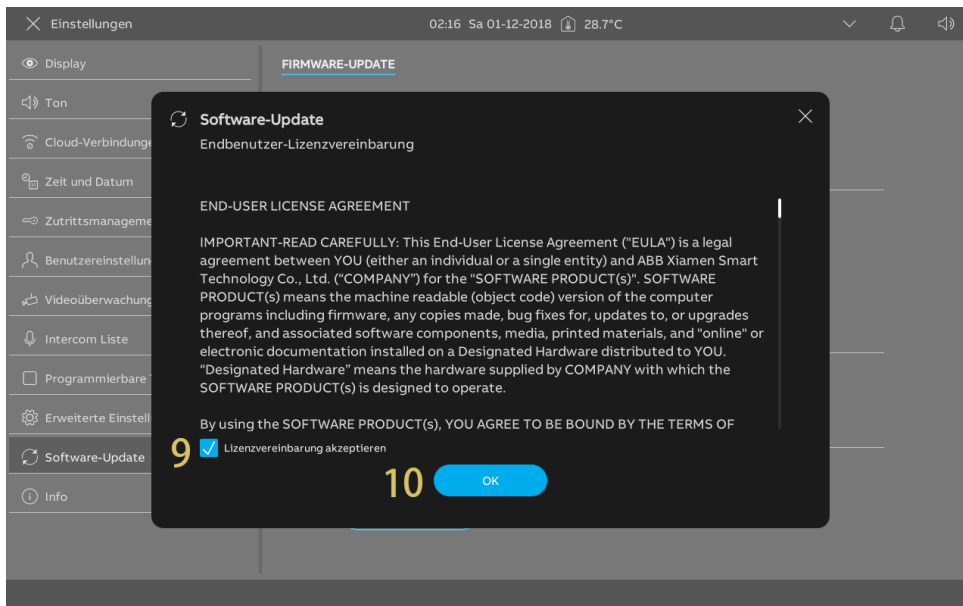 Einstellungen
02:16 Sa 01-12-2018 28.7°C
Display
FIRMWARE-UPDATE
Ton
Software-Update
Endbenutzer-Lizenzvereinbarung
Cloud-Verbindunge
Zeit und Datum
Zutrittsmanageme
Benutzereinstellun
Videoüberwachung
Intercom Liste
Programmierbare
Erweiterte Einstell
Software-Update
Info
END-USER LICENSE AGREEMENT
IMPORTANT-READ CAREFULLY: This End-User License Agreement ("EULA") is a legal
agreement between YOU (either an individual or a single entity) and ABB Xiamen Smart
Technology Co., Ltd. (“COMPANY”) for the "SOFTWARE PRODUCT(s)". SOFTWARE
PRODUCT(s) means the machine readable (object code) version of the computer
programs including firmware, any copies made, bug fixes for, updates to, or upgrades
thereof, and associated software components, media, printed materials, and "online" or
electronic documentation installed on a Designated Hardware distributed to YOU.
“Designated Hardware” means the hardware supplied by COMPANY with which the
SOFTWARE PRODUCT(s) is designed to operate.
By using the SOFTWARE PRODUCT(s), YOU AGREE TO BE BOUND BY THE TERMS OF
9 Lizenzvereinbarung akzeptieren
10 OK